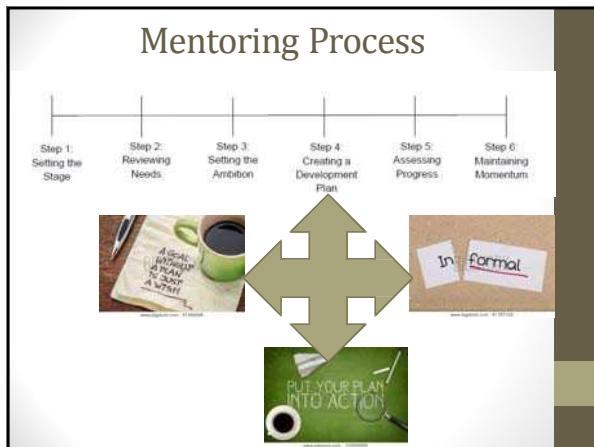 Mentoring Process
Step 1:
Setting the
Stage
Step 2:
Reviewing
Needs
Step 3:
Setting the
Ambition
Step 4:
Creating a
Development
Plan
Step 5:
Assessing
Progress
Step 6:
Maintaining
Momentum
A GOAL
WITHOUT
A PLAN
IS JUST
A WISH
In formal
PUT YOUR PLAN
INTO ACTION